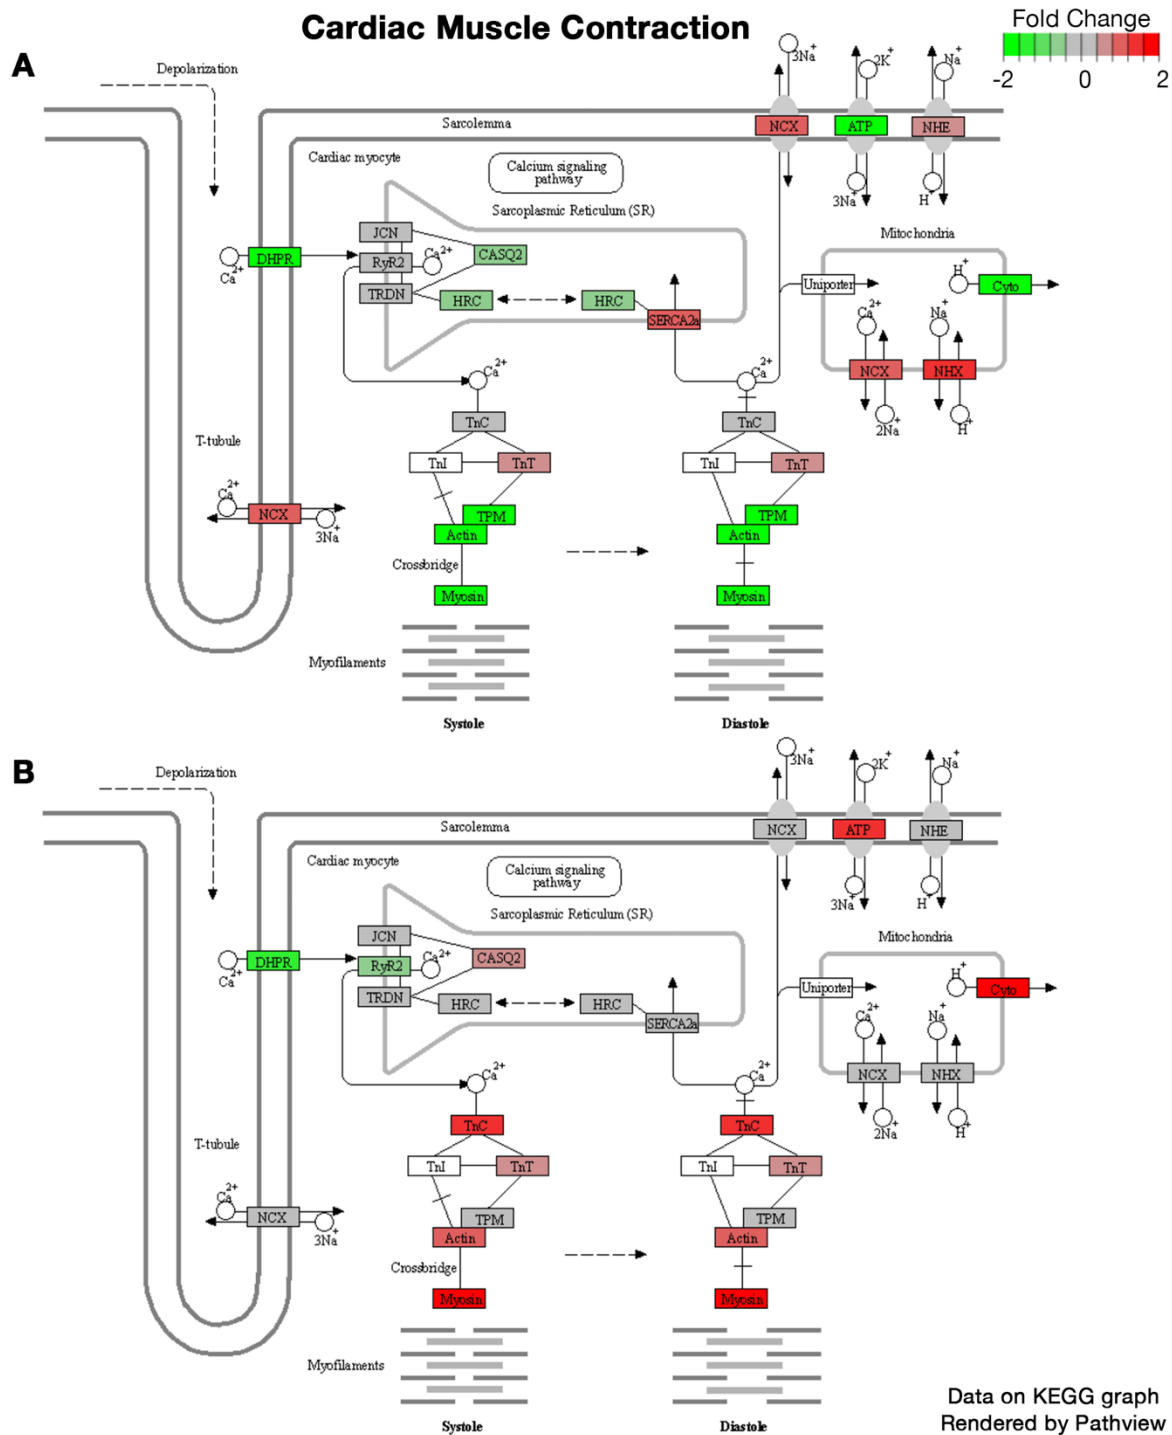 Cardiac Muscle Contraction
Fold Change
-2 0 2
A
Depolarization
3Na+
2K+
Na+
Sarcolemma
NCX
ATP
NHE
Cardiac myocyte
Calcium signaling
pathway
3Na+
H+
Sarcoplasmic Reticulum (SR)
Mitochondria
JCN
CASQ2
Ca2+
DHPR
RyR2
Ca2+
H+
Cyto
Uniporter
TRDN
HRC
HRC
SERCA2a
Ca2+
Na+
Ca2+
Ca2+
NCX
NHX
TnC
TnC
2Na+
H+
T-tubule
TnI
TnT
TnI
TnT
Ca2+
NCX
3Na+
TPM
Actin
TPM
Actin
Crossbridge
Myosin
Myosin
Myofilaments
Systole
Diastole
B
Depolarization
3Na+
2K+
Na+
Sarcolemma
NCX
ATP
NHE
Cardiac myocyte
Calcium signaling
pathway
3Na+
H+
Sarcoplasmic Reticulum (SR)
Mitochondria
JCN
CASQ2
Ca2+
DHPR
RyR2
Ca2+
H+
Cyto
Uniporter
TRDN
HRC
HRC
SERCA2a
Ca2+
Na+
Ca2+
Ca2+
NCX
NHX
TnC
TnC
2Na+
H+
T-tubule
TnI
TnT
TnI
TnT
Ca2+
NCX
3Na+
TPM
Actin
TPM
Actin
Crossbridge
Myosin
Myosin
Myofilaments
Systole
Diastole
Data on KEGG graph
Rendered by Pathview